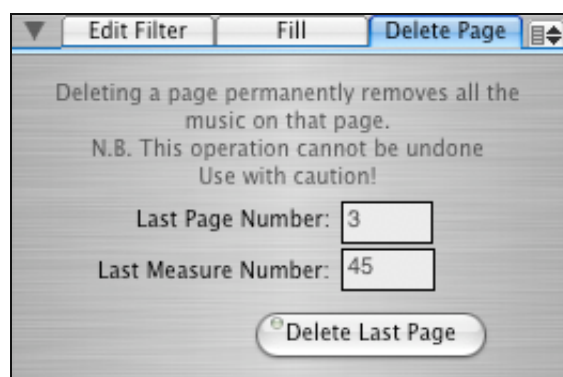 Edit Filter Fill Delete Page
Deleting a page permanently removes all the
music on that page.
N.B. This operation cannot be undone
Use with caution!
Last Page Number: 3
Last Measure Number: 45
Delete Last Page